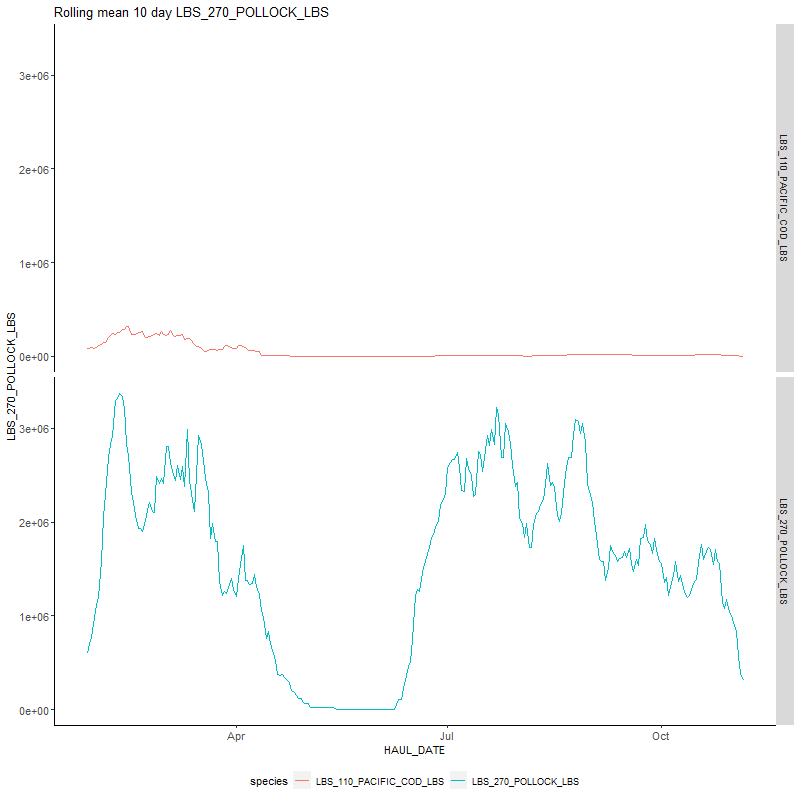 Rolling mean 10 day LBS_270_POLLOCK_LBS
3e+06
2e+06
1e+06
0e+00
LBS_110_PACIFIC_COD_LBS
LBS_270_POLLOCK_LBS
3e+06
2e+06
1e+06
0e+00
LBS_270_POLLOCK_LBS
Apr
Jul
Oct
HAUL_DATE
species LBS_110_PACIFIC_COD_LBS LBS_270_POLLOCK_LBS